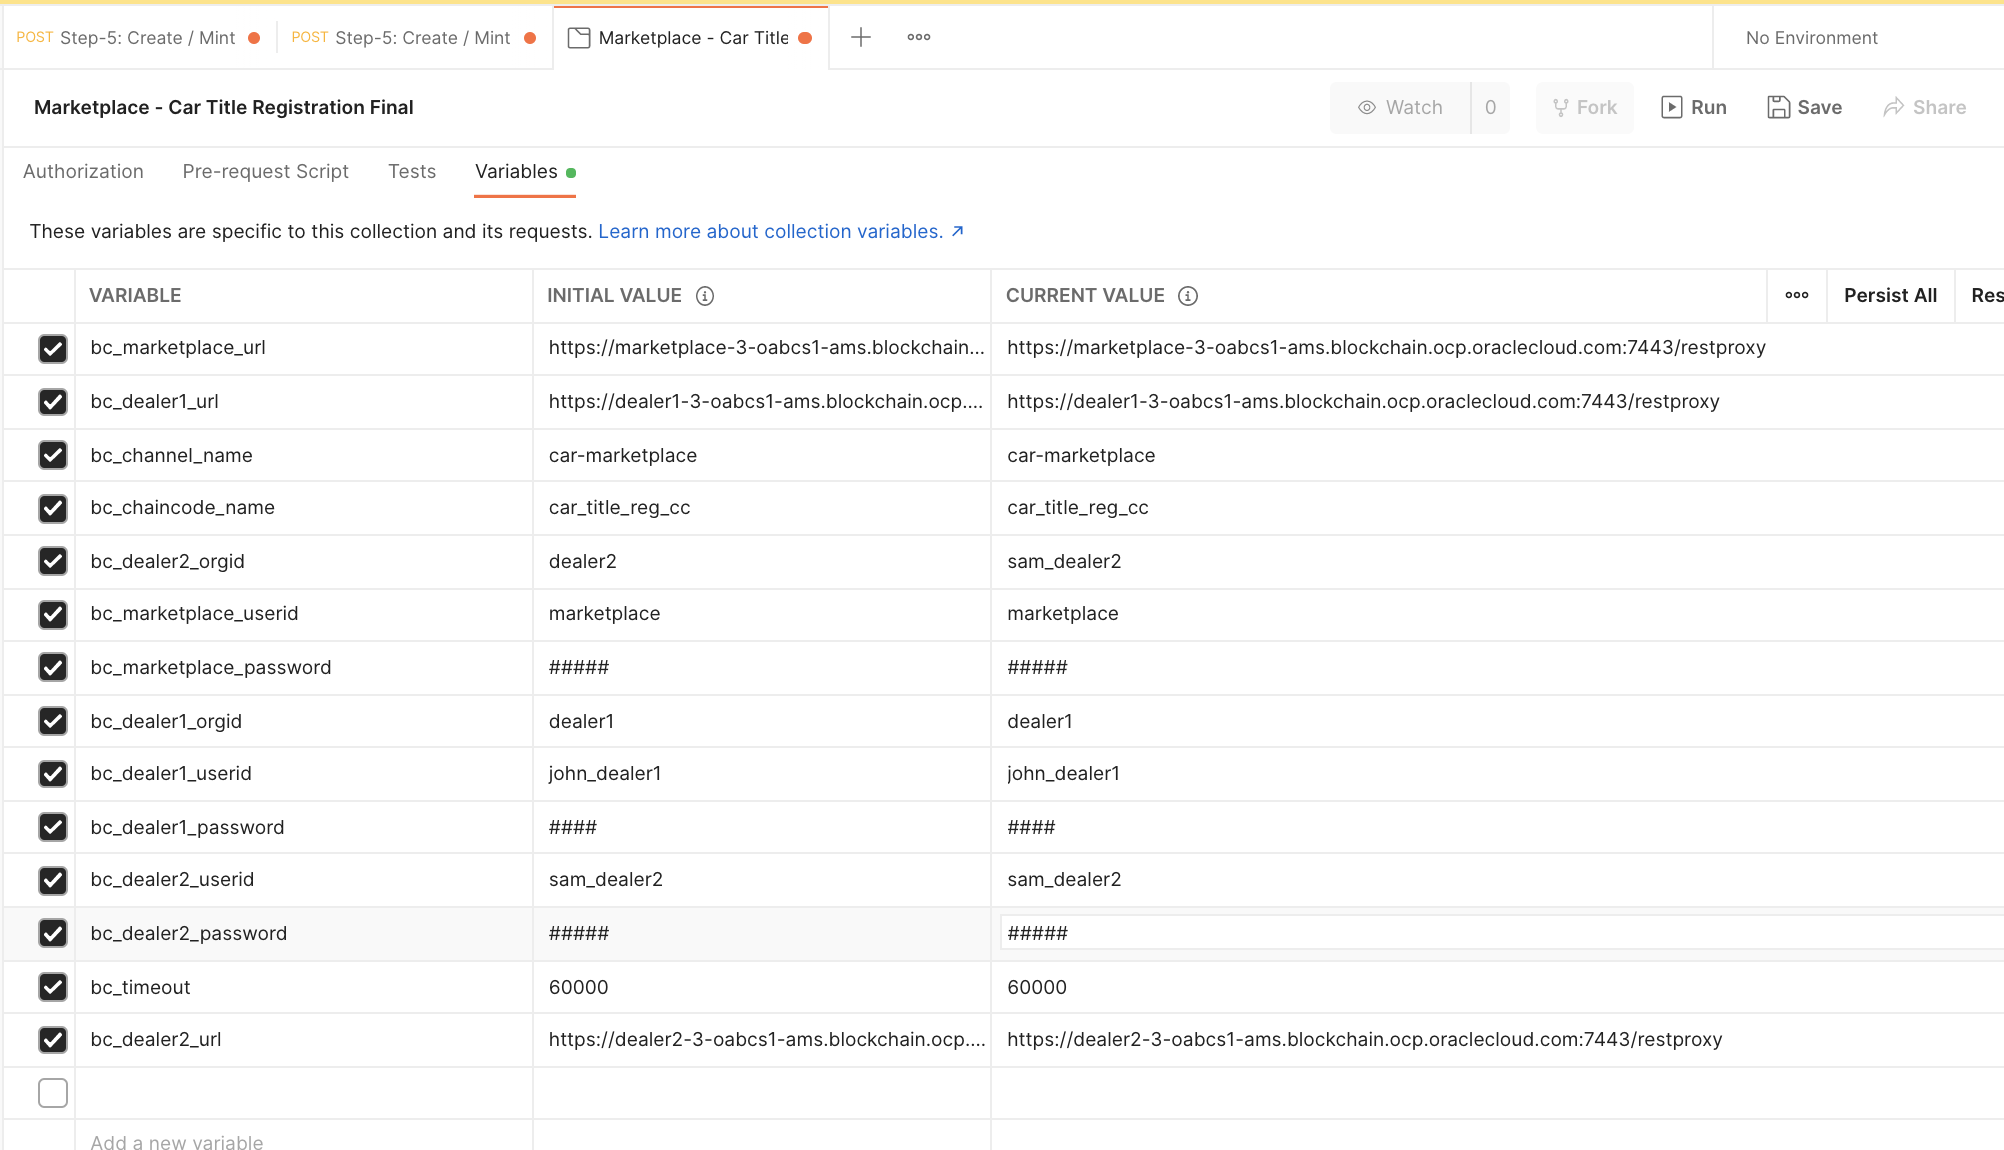 POST Step-5: Create / Mint POST Step-5: Create / Mint Marketplace - Car Title No Environment
Marketplace - Car Title Registration Final Watch 0 Fork Run Save Share
Authorization Pre-request Script Tests Variables
These variables are specific to this collection and its requests. Learn more about collection variables. ↗
VARIABLE INITIAL VALUE CURRENT VALUE Persist All Res
bc_marketplace_url https://marketplace-3-oabcs1-ams.blockchain... https://marketplace-3-oabcs1-ams.blockchain.ocp.oraclecloud.com:7443/restproxy
bc_dealer1_url https://dealer1-3-oabcs1-ams.blockchain.ocp.... https://dealer1-3-oabcs1-ams.blockchain.ocp.oraclecloud.com:7443/restproxy
bc_channel_name car-marketplace car-marketplace
bc_chaincode_name car_title_reg_cc car_title_reg_cc
bc_dealer2_orgid dealer2 sam_dealer2
bc_marketplace_userid marketplace marketplace
bc_marketplace_password ##### #####
bc_dealer1_orgid dealer1 dealer1
bc_dealer1_userid john_dealer1 john_dealer1
bc_dealer1_password #### ####
bc_dealer2_userid sam_dealer2 sam_dealer2
bc_dealer2_password ##### #####
bc_timeout 60000 60000
bc_dealer2_url https://dealer2-3-oabcs1-ams.blockchain.ocp.... https://dealer2-3-oabcs1-ams.blockchain.ocp.oraclecloud.com:7443/restproxy
Add a new variable